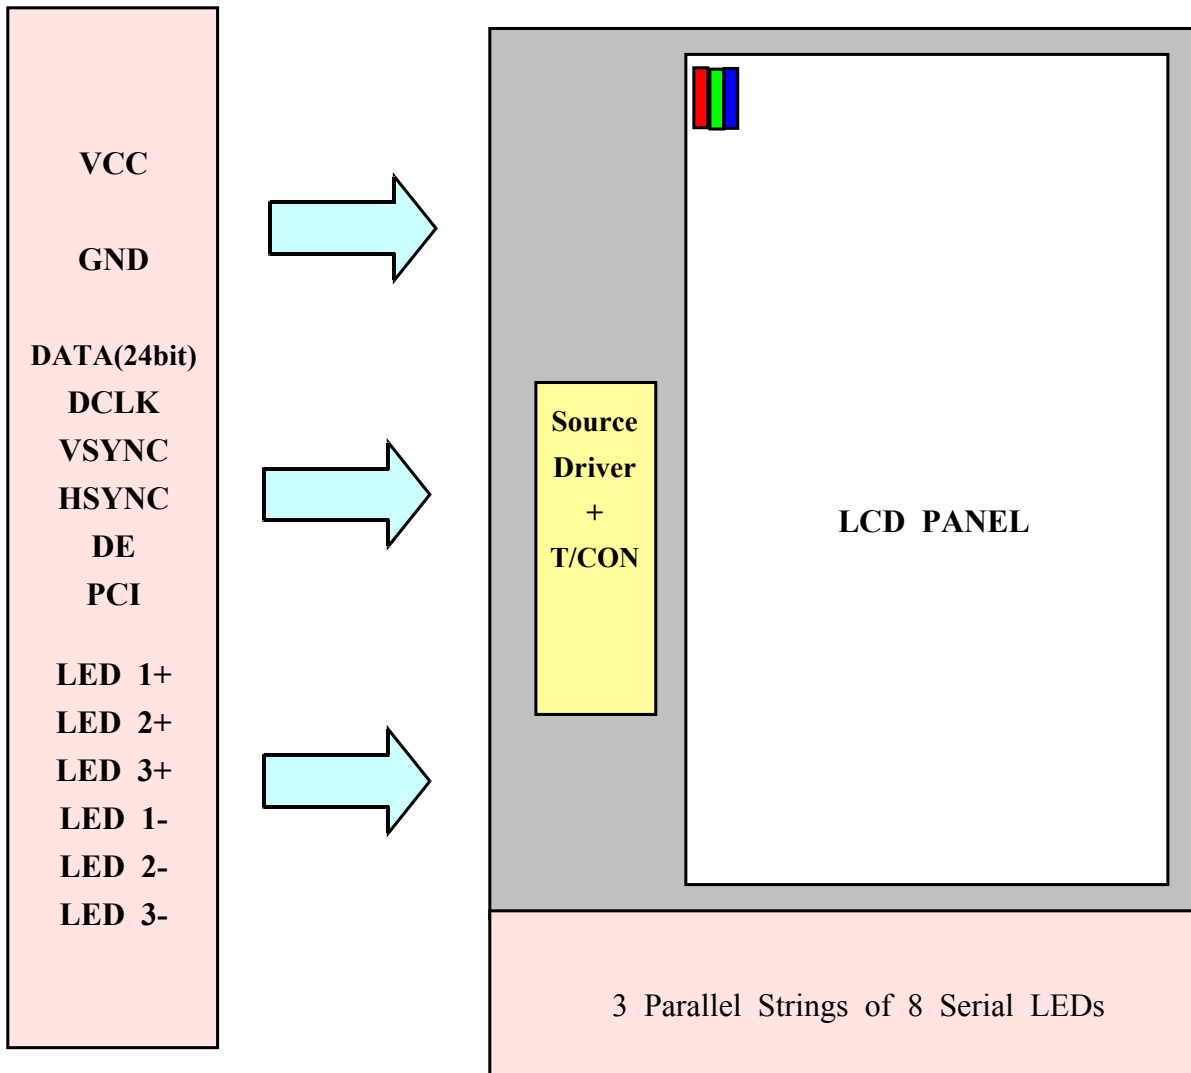 VCC
GND
DATA(24bit)
DCLK
VSYNC
HSYNC
DE
PCI
LED 1+
LED 2+
LED 3+
LED 1-
LED 2-
LED 3-
Source
Driver
+
T/CON
LCD PANEL
3 Parallel Strings of 8 Serial LEDs